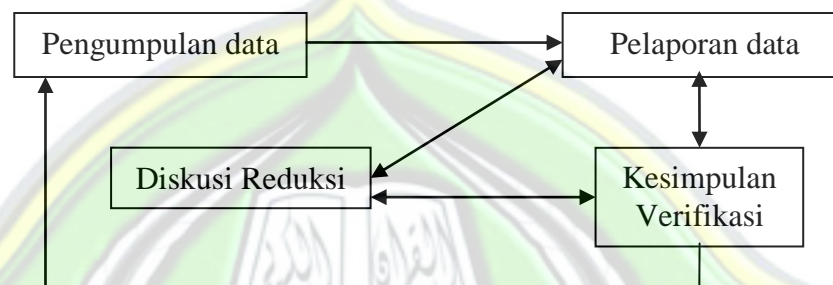 Pengumpulan data
Pelaporan data
Diskusi Reduksi
Kesimpulan
Verifikasi